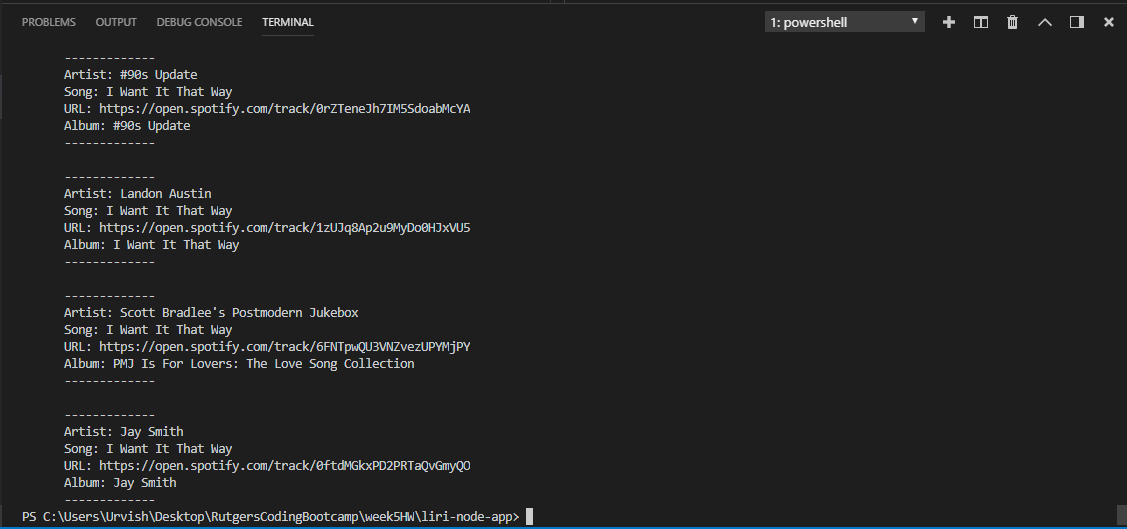 PROBLEMS OUTPUT DEBUG CONSOLE TERMINAL 1: powershell
-------------
Artist: #90s Update
Song: I Want It That Way
URL: https://open.spotify.com/track/0rZTeneJh7IM5SdoabMcYA
Album: #90s Update
-------------
-------------
Artist: Landon Austin
Song: I Want It That Way
URL: https://open.spotify.com/track/1zUJq8Ap2u9MyDo0HJxVU5
Album: I Want It That Way
-------------
-------------
Artist: Scott Bradlee's Postmodern Jukebox
Song: I Want It That Way
URL: https://open.spotify.com/track/6FNTpwQU3VNZvezUPYMjPY
Album: PMJ Is For Lovers: The Love Song Collection
-------------
-------------
Artist: Jay Smith
Song: I Want It That Way
URL: https://open.spotify.com/track/0ftdMGkxPD2PRTaQvGmyQO
Album: Jay Smith
-------------
PS C:\Users\Urvish\Desktop\RutgersCodingBootcamp\week5HW\liri-node-app>